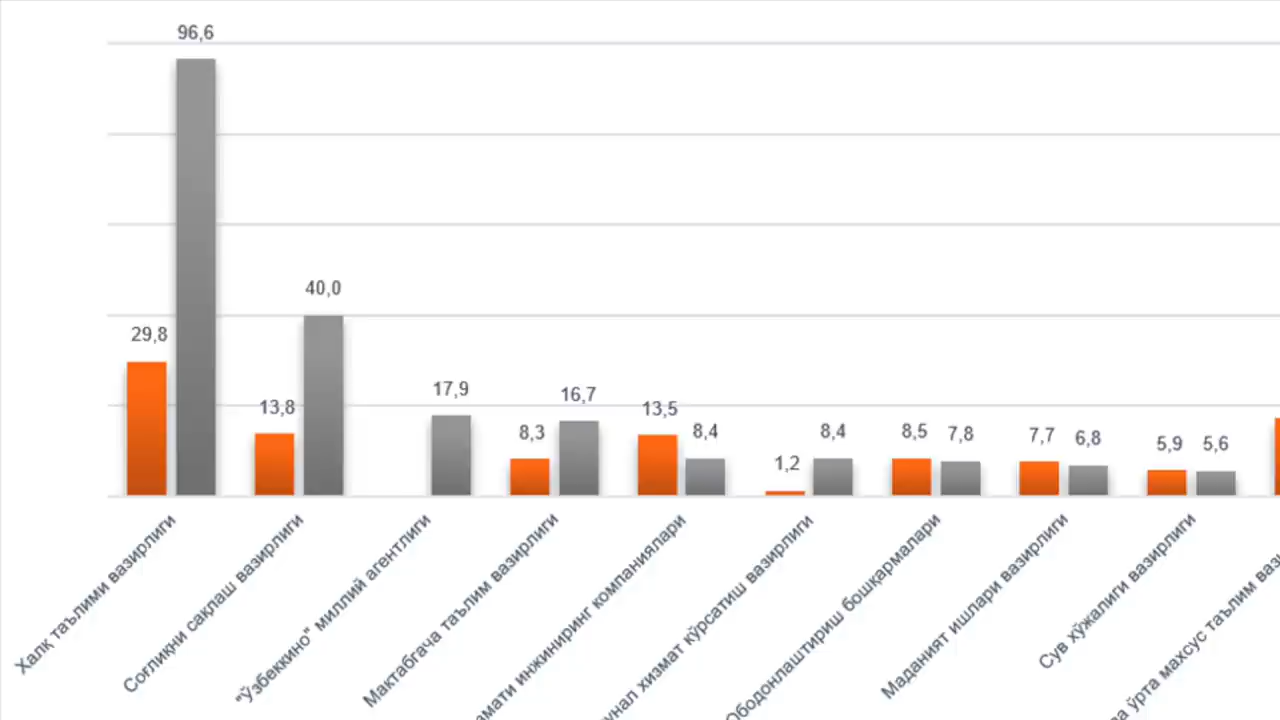 96,6
40,0
29,8
13,8
17,9
8,3
16,7
13,5
8,4
1,2
8,4
8,5
7,8
7,7
6,8
5,9
5,6
Халқ таълими вазирлиги
Соғлиқни сақлаш вазирлиги
"Ўзбеккино" миллий агентлиги
Мактабгача таълим вазирлиги
инжиниринг компаниялари
хизмат кўрсатиш вазирлиги
Ободонлаштириш бошқармалари
Маданият ишлари вазирлиги
Сув хўжалиги вазирлиги
ўрта махсус таълим